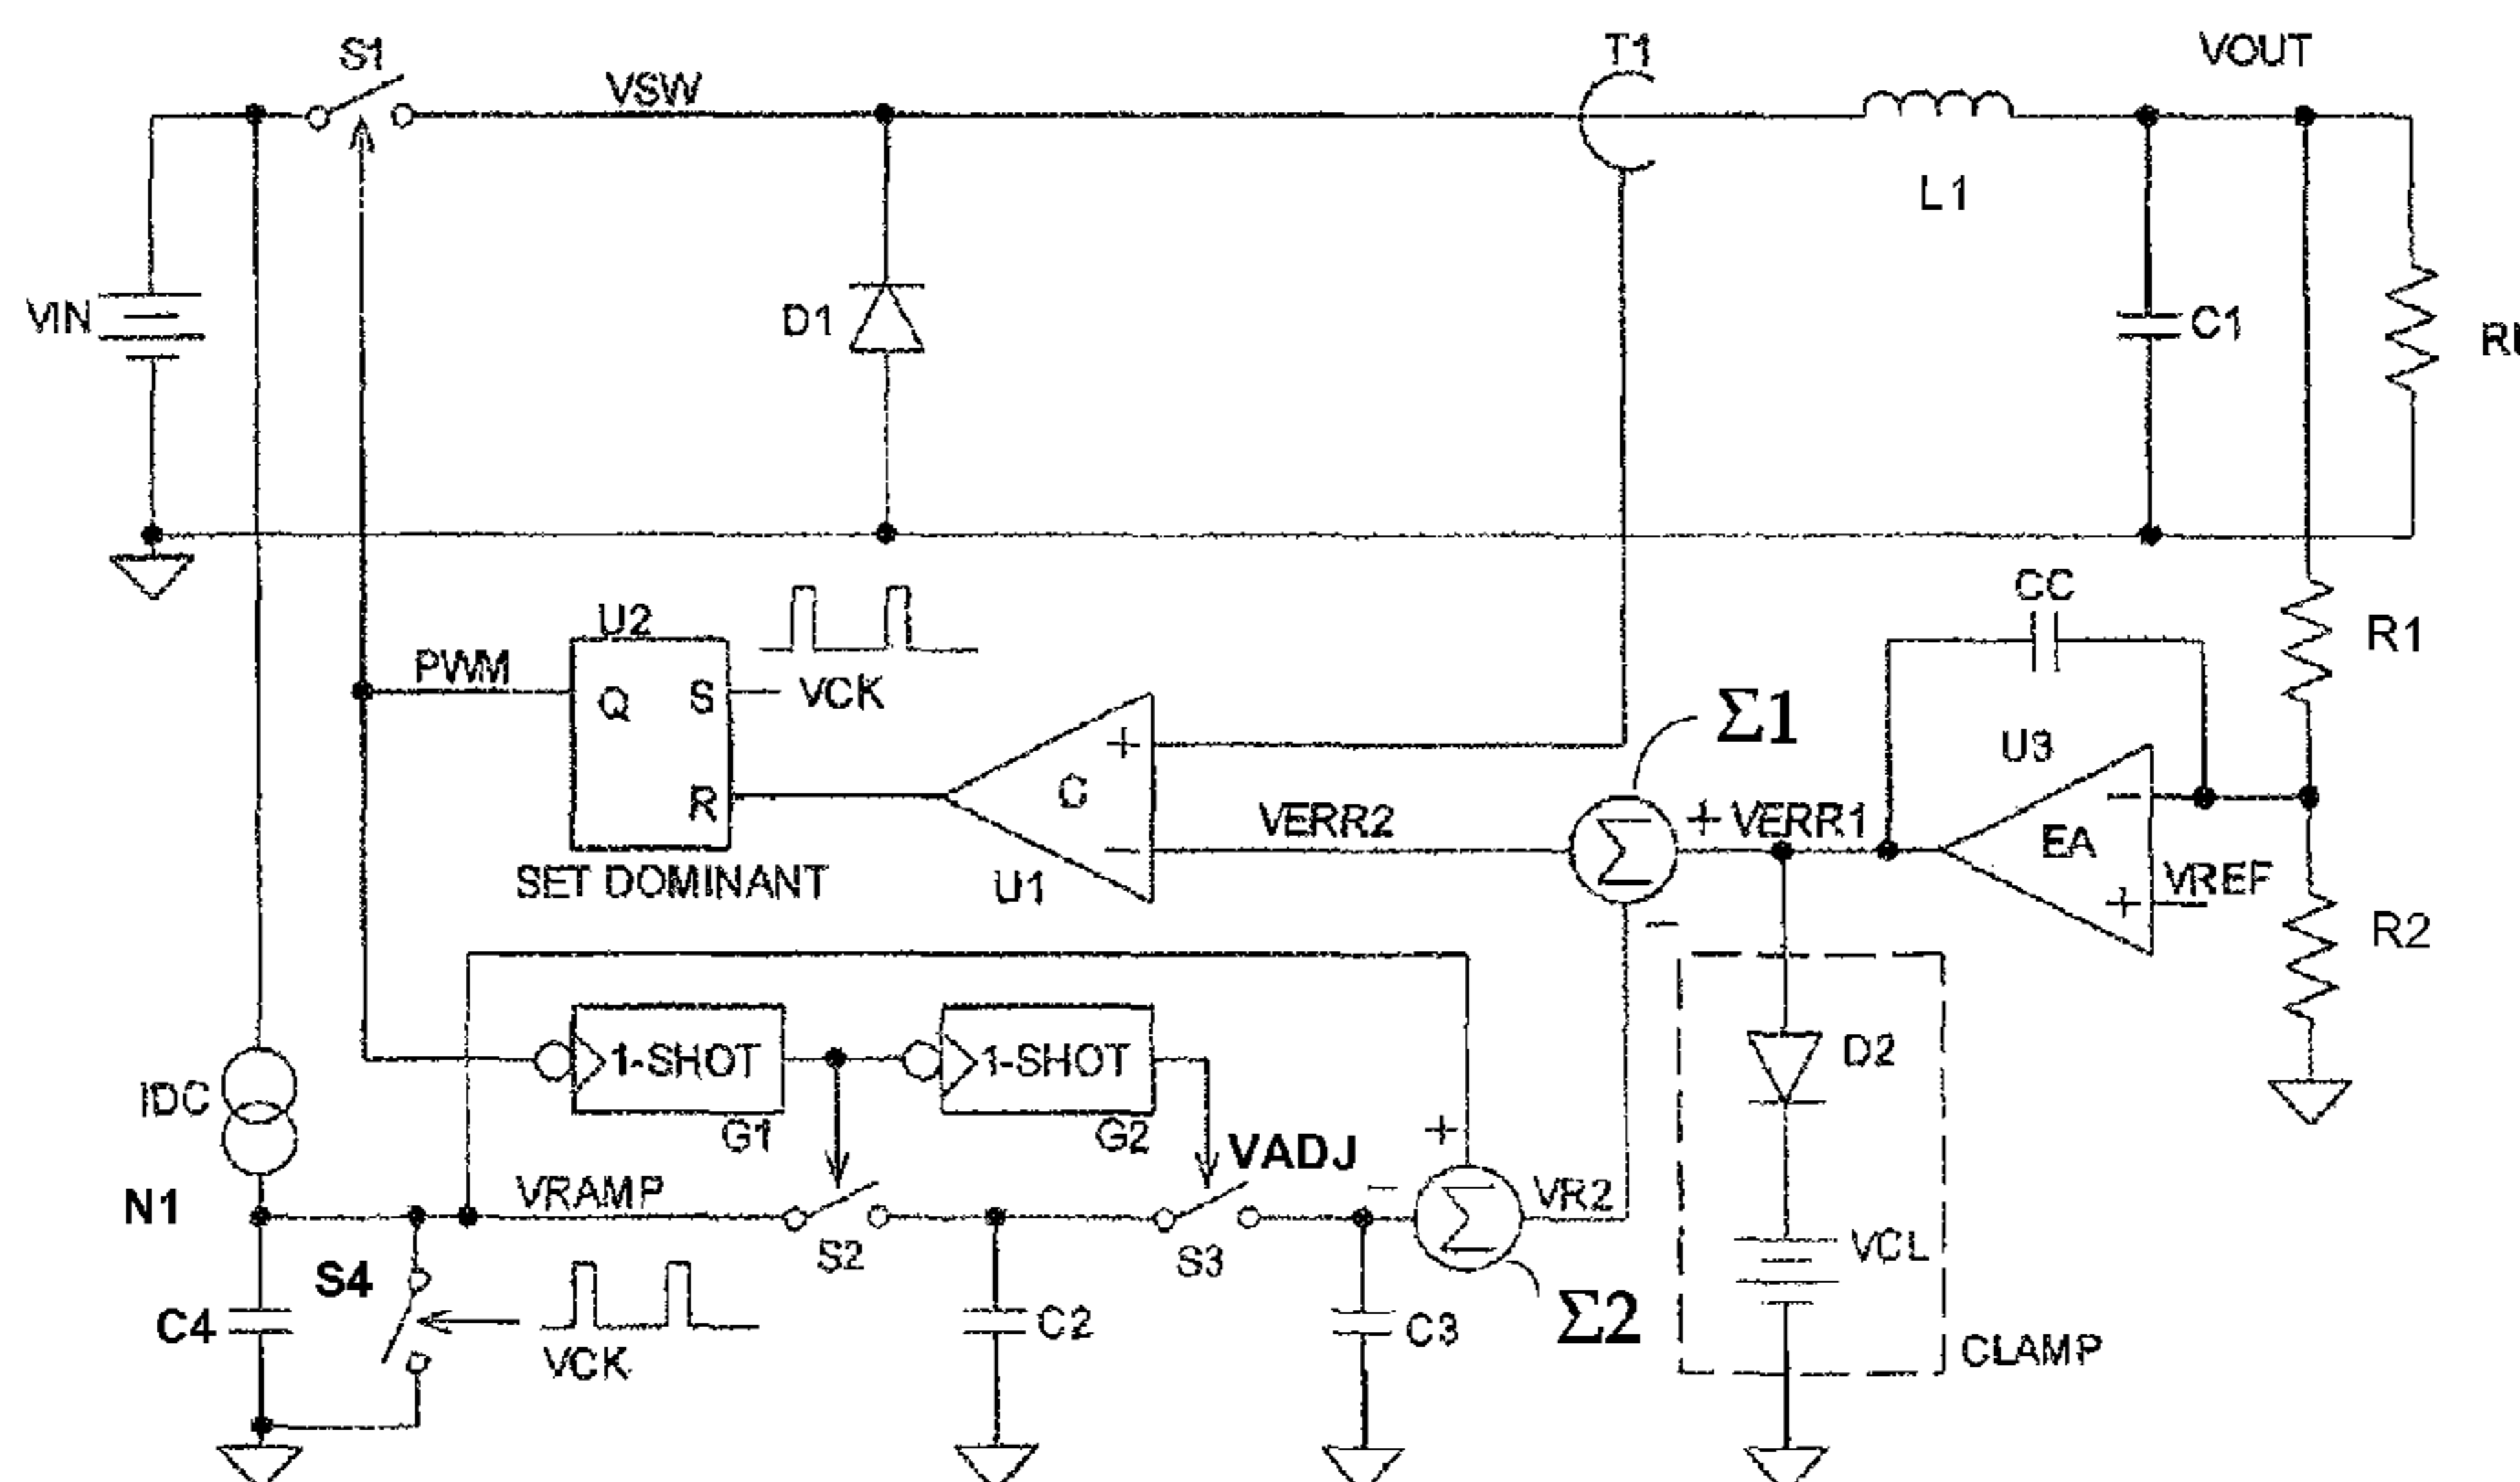 S1
VSW
T1
VOUT
L1
VIN
D1
C1
CC
U2
PWM
Q
S
VCK
R1
Σ1
U3
+
C
R
VERR2
Σ
+ VERR1
−
EA
VREF
+
−
U1
SET DOMINANT
−
R2
1-SHOT
1-SHOT
D2
IDC
G1
G2
+
VADJ
N1
VRAMP
−
VR2
S2
S3
Σ
VCL
S4
C4
VCK
C2
C3
Σ2
CLAMP